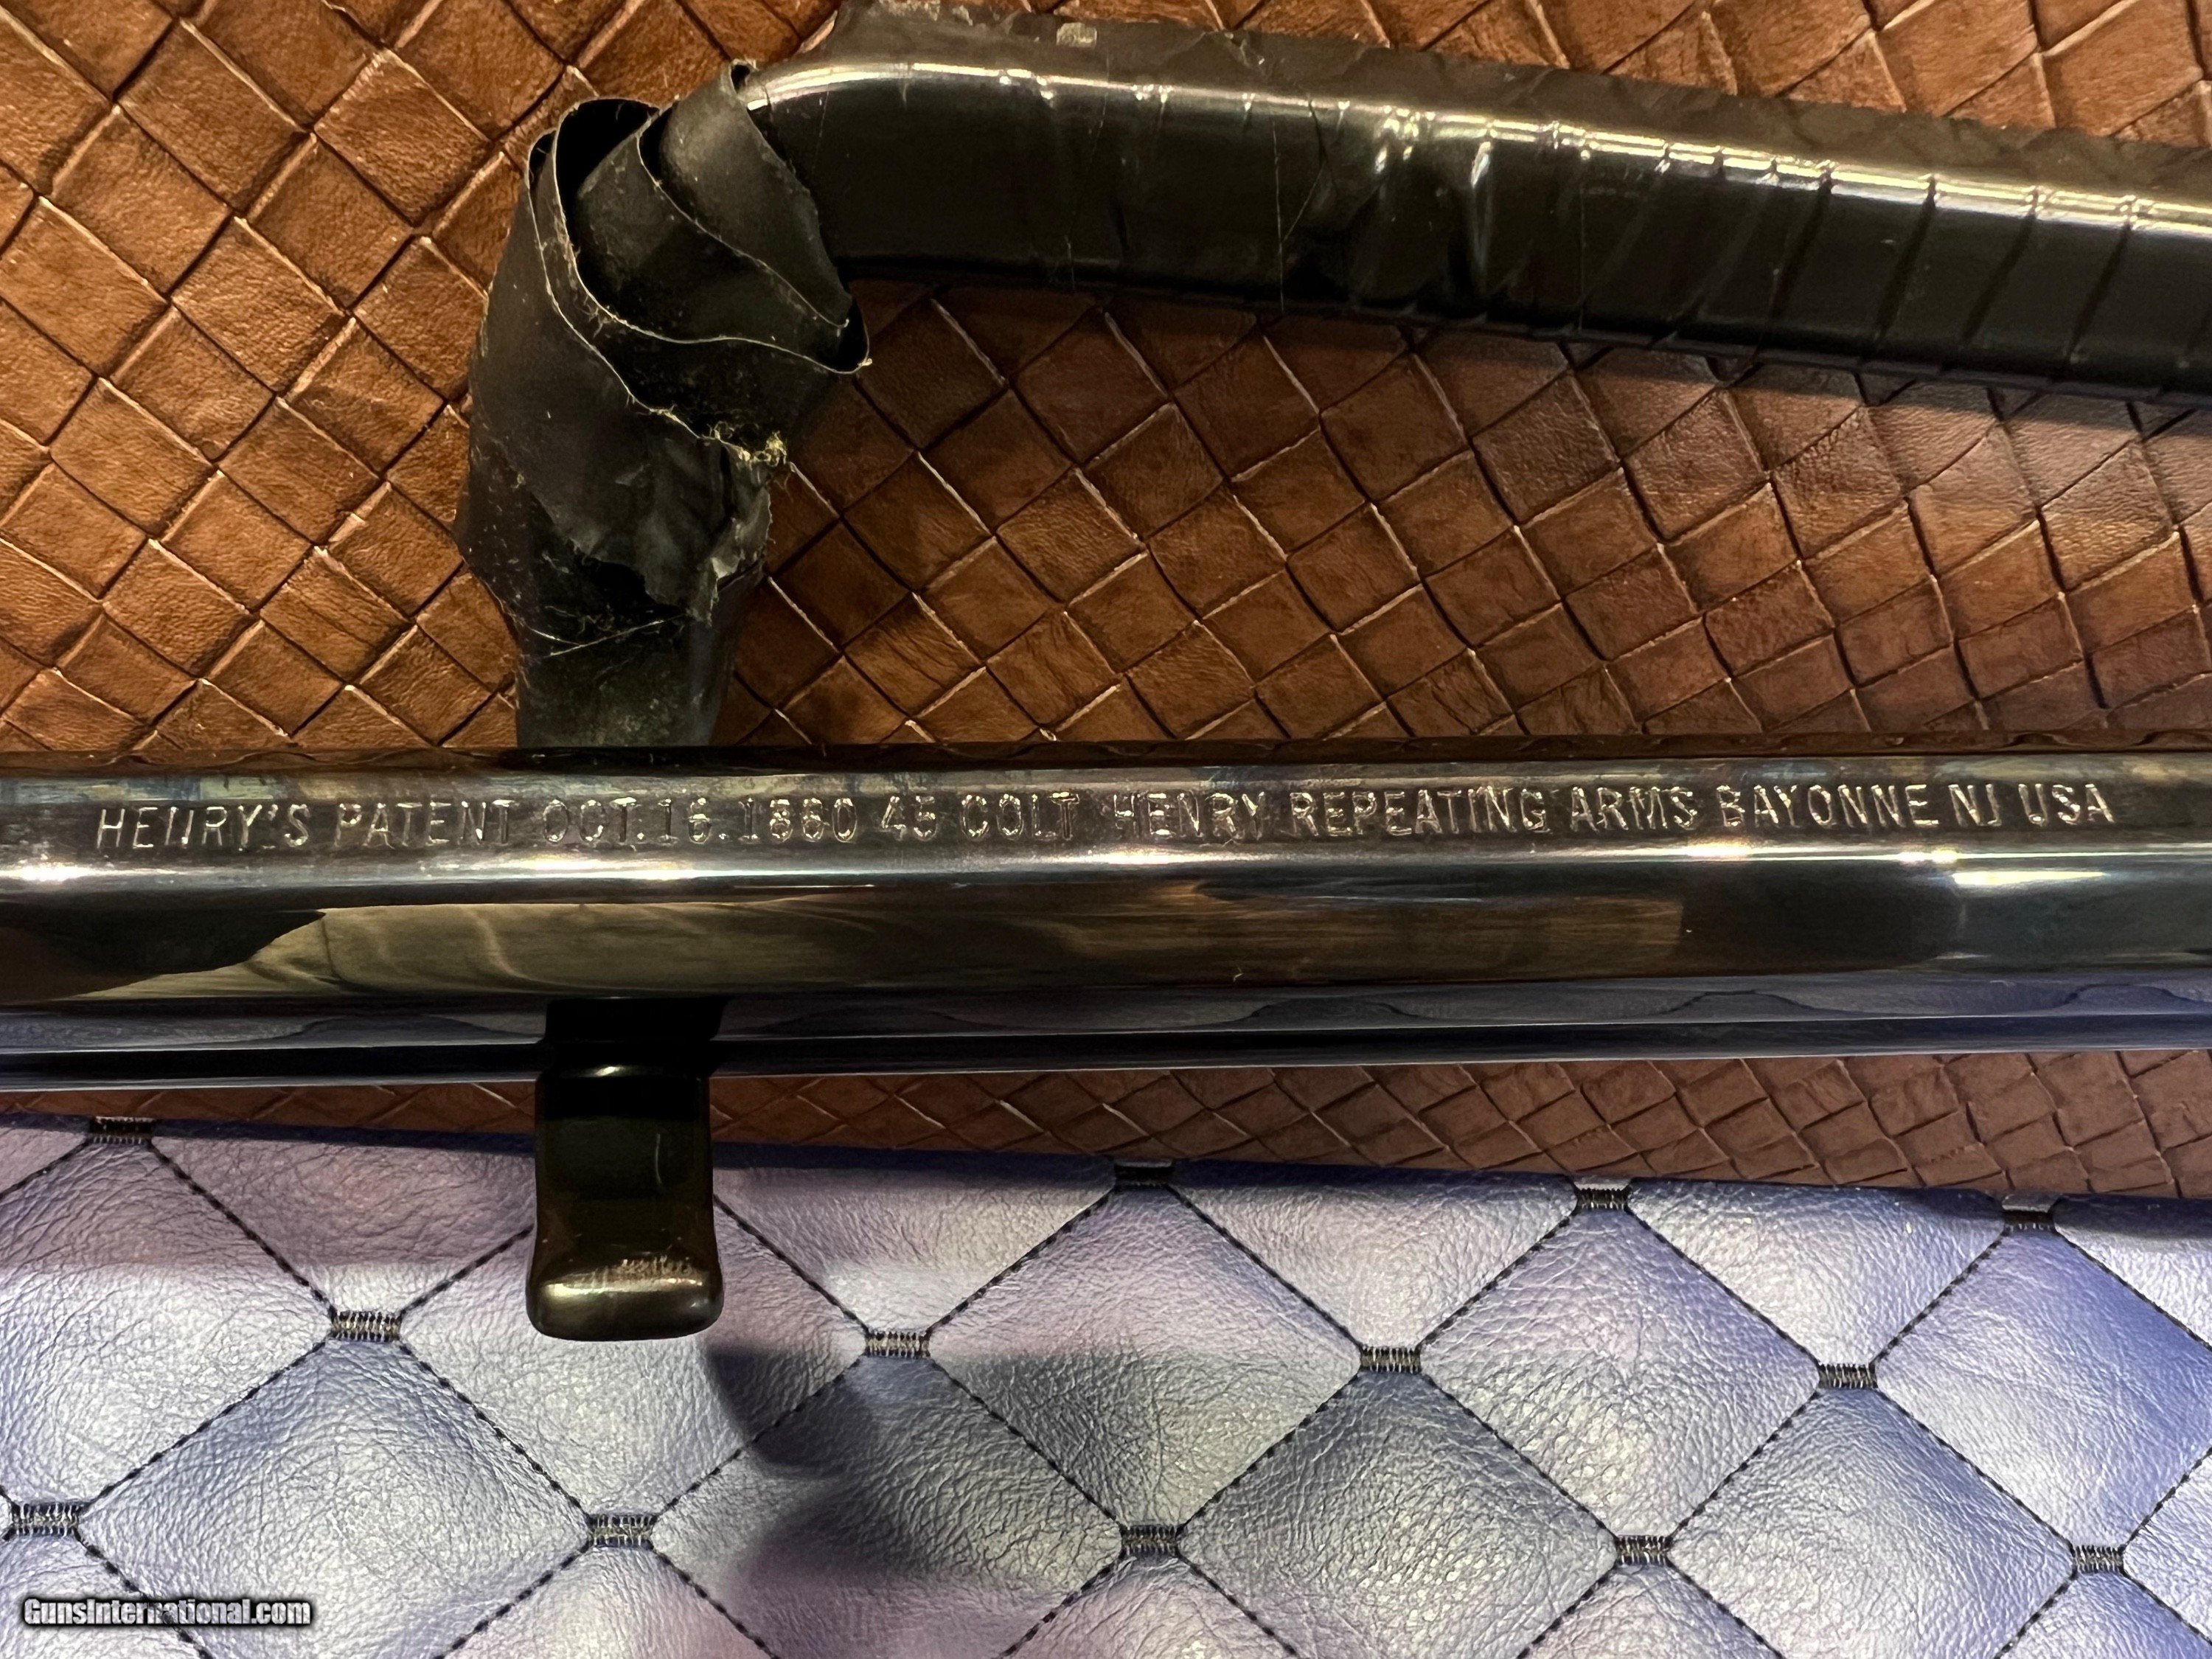 HENRY'S PATENT OCT.16.1860 45 COLT HENRY REPEATING ARMS BAYONNE NJ USA
GunsInternational.com